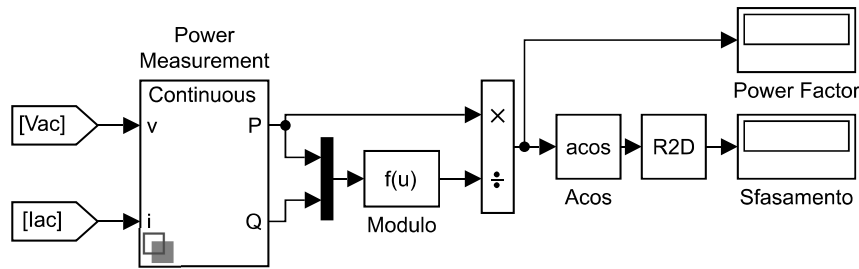 Power
Measurement
Continuous
[Vac]
v
P
[Iac]
i
Q
f(u)
Modulo
×
÷
acos
Acos
R2D
Power Factor
Sfasamento